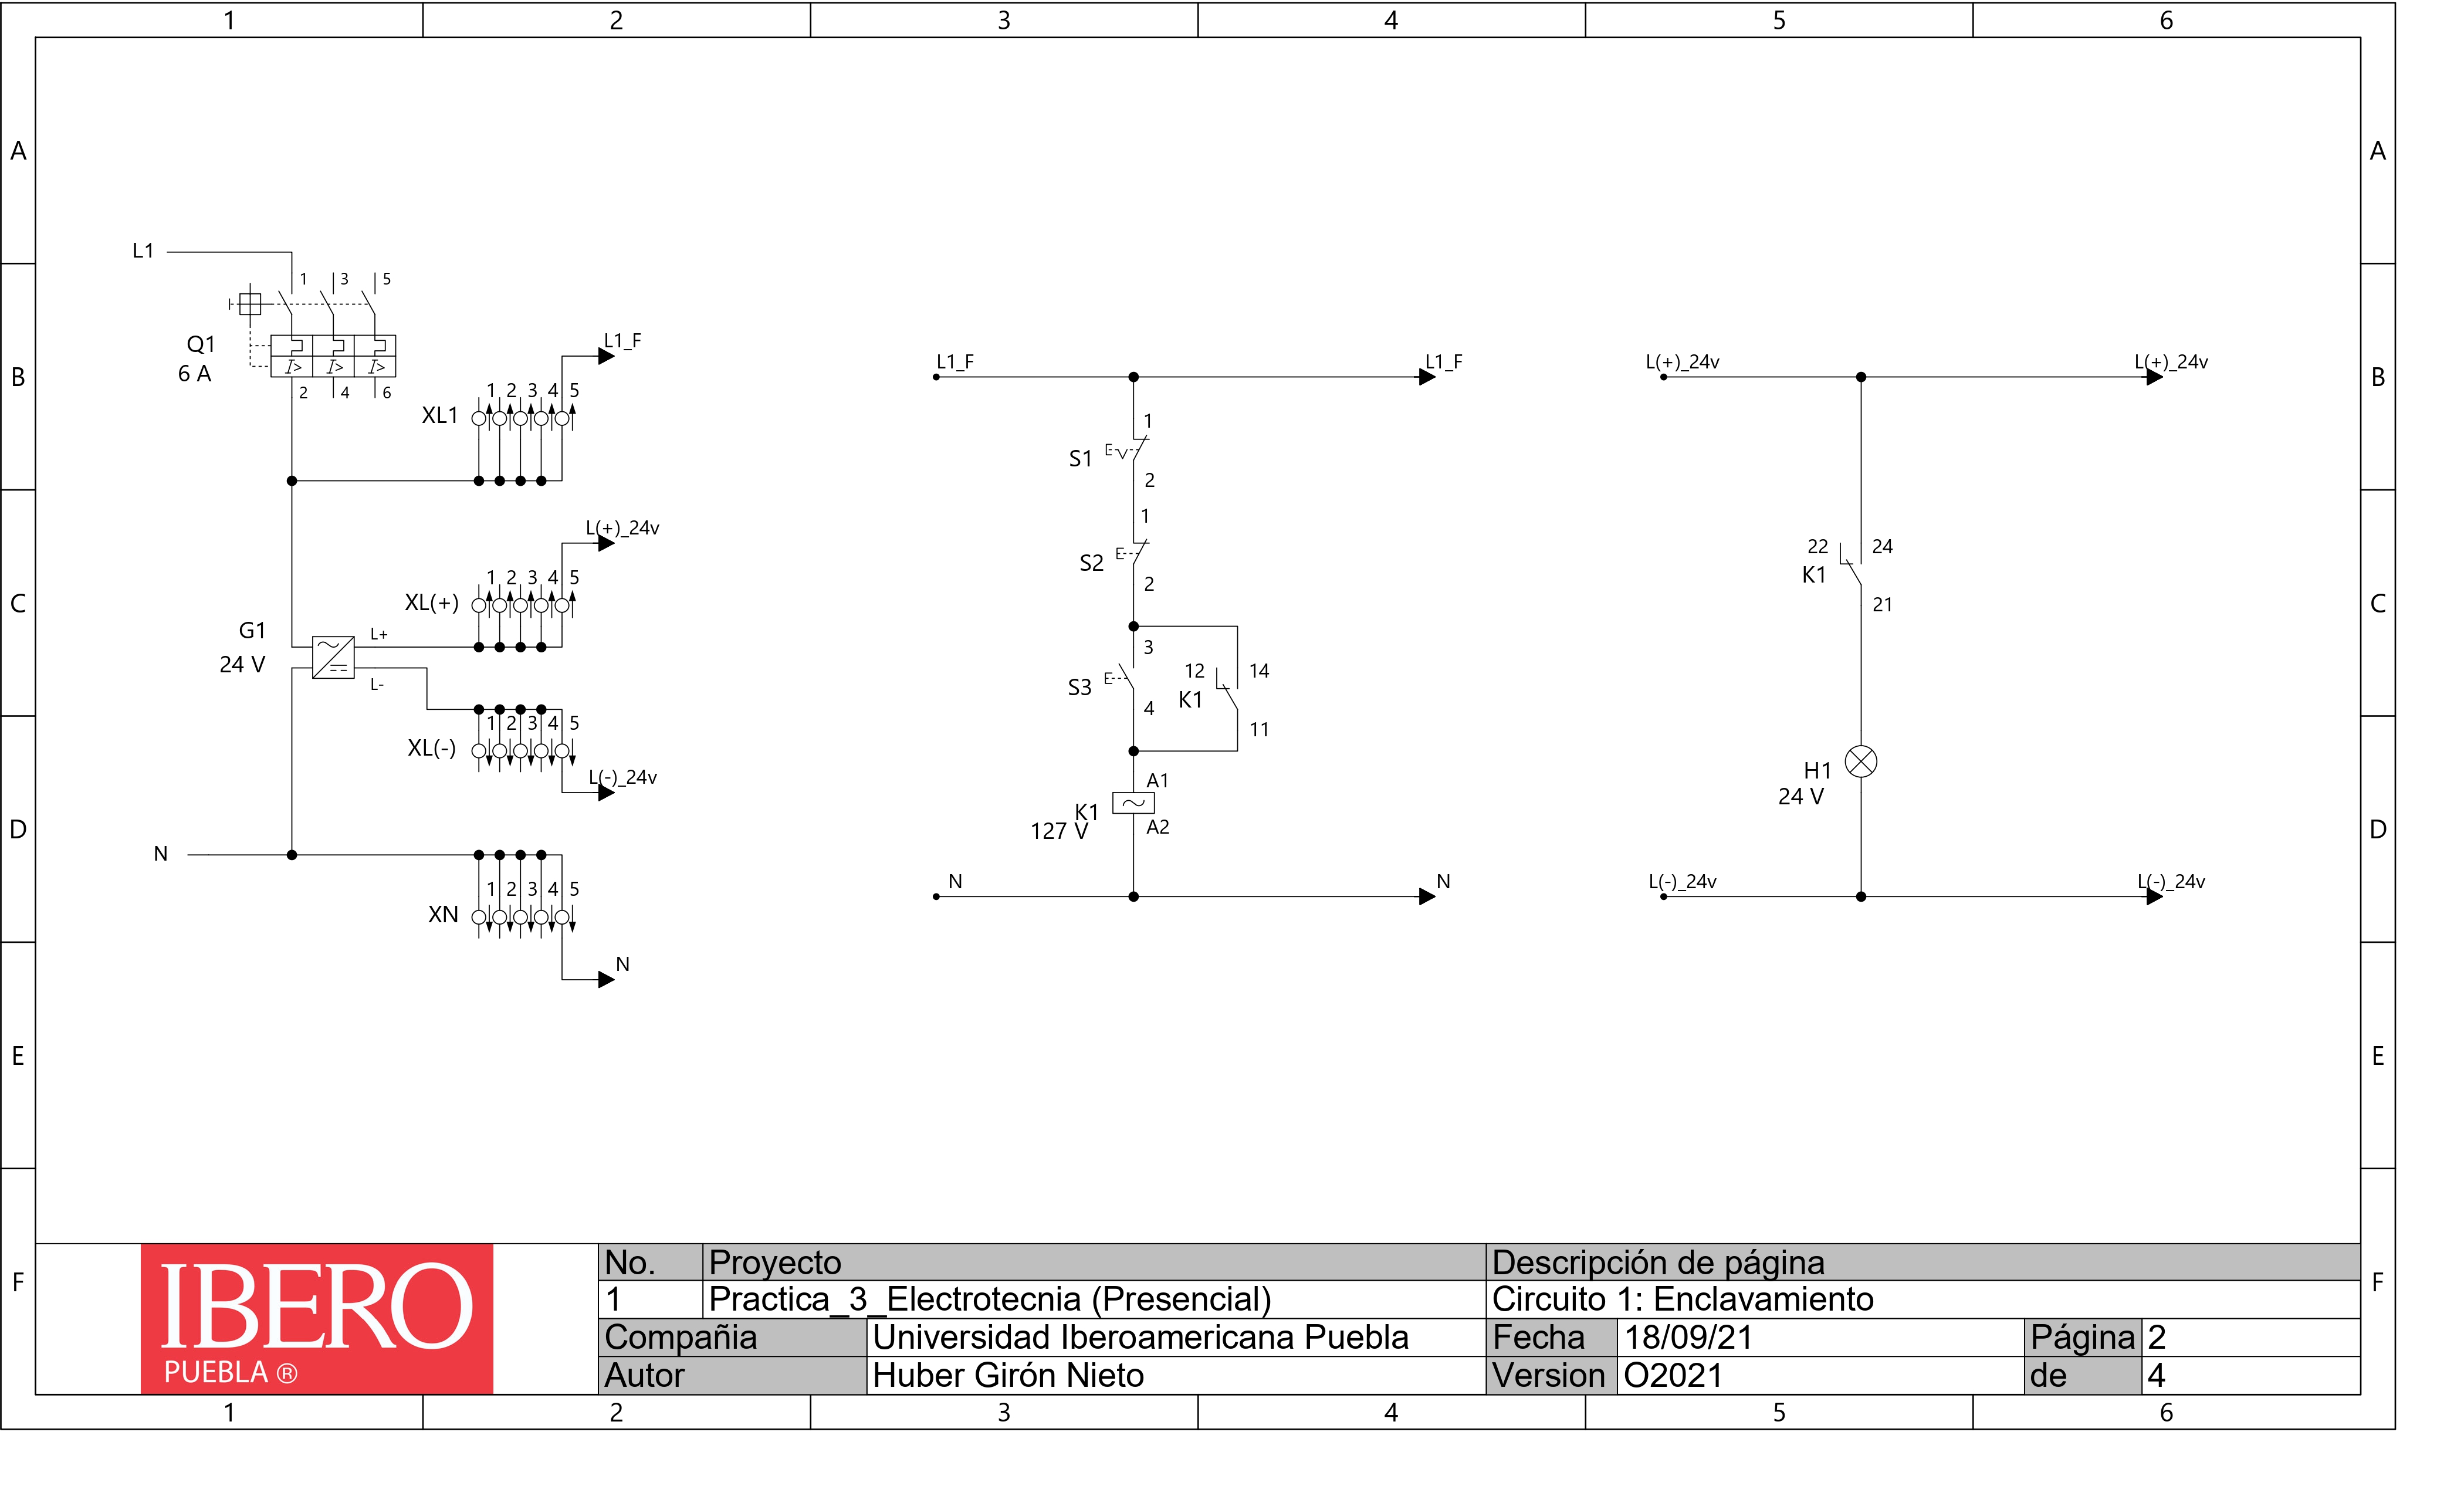 1 2 3 4 5 6
A A
L1
1 3 5
B B
Q1
6 A
2 4 6
L1_F
XL1 1 2 3 4 5
L1_F L1_F
L(+)_24v L(+)_24v
1
S1
2
1
S2
2
L(+)_24v
XL(+) 1 2 3 4 5
C C
G1
24 V
L+
L-
3
S3
4
12 14
K1
11
22 24
K1
21
XL(-) 1 2 3 4 5
L(-)_24v
A1
K1
127 V
A2
H1
24 V
D D
N
XN 1 2 3 4 5
N
N N
L(-)_24v L(-)_24v
E E
F F
IBERO
PUEBLA ®
No. Proyecto Descripción de página
1 Practica_3_Electrotecnia (Presencial) Circuito 1: Enclavamiento
Compañia Universidad Iberoamericana Puebla Fecha 18/09/21 Página 2
Autor Huber Girón Nieto Version O2021 de 4
1 2 3 4 5 6